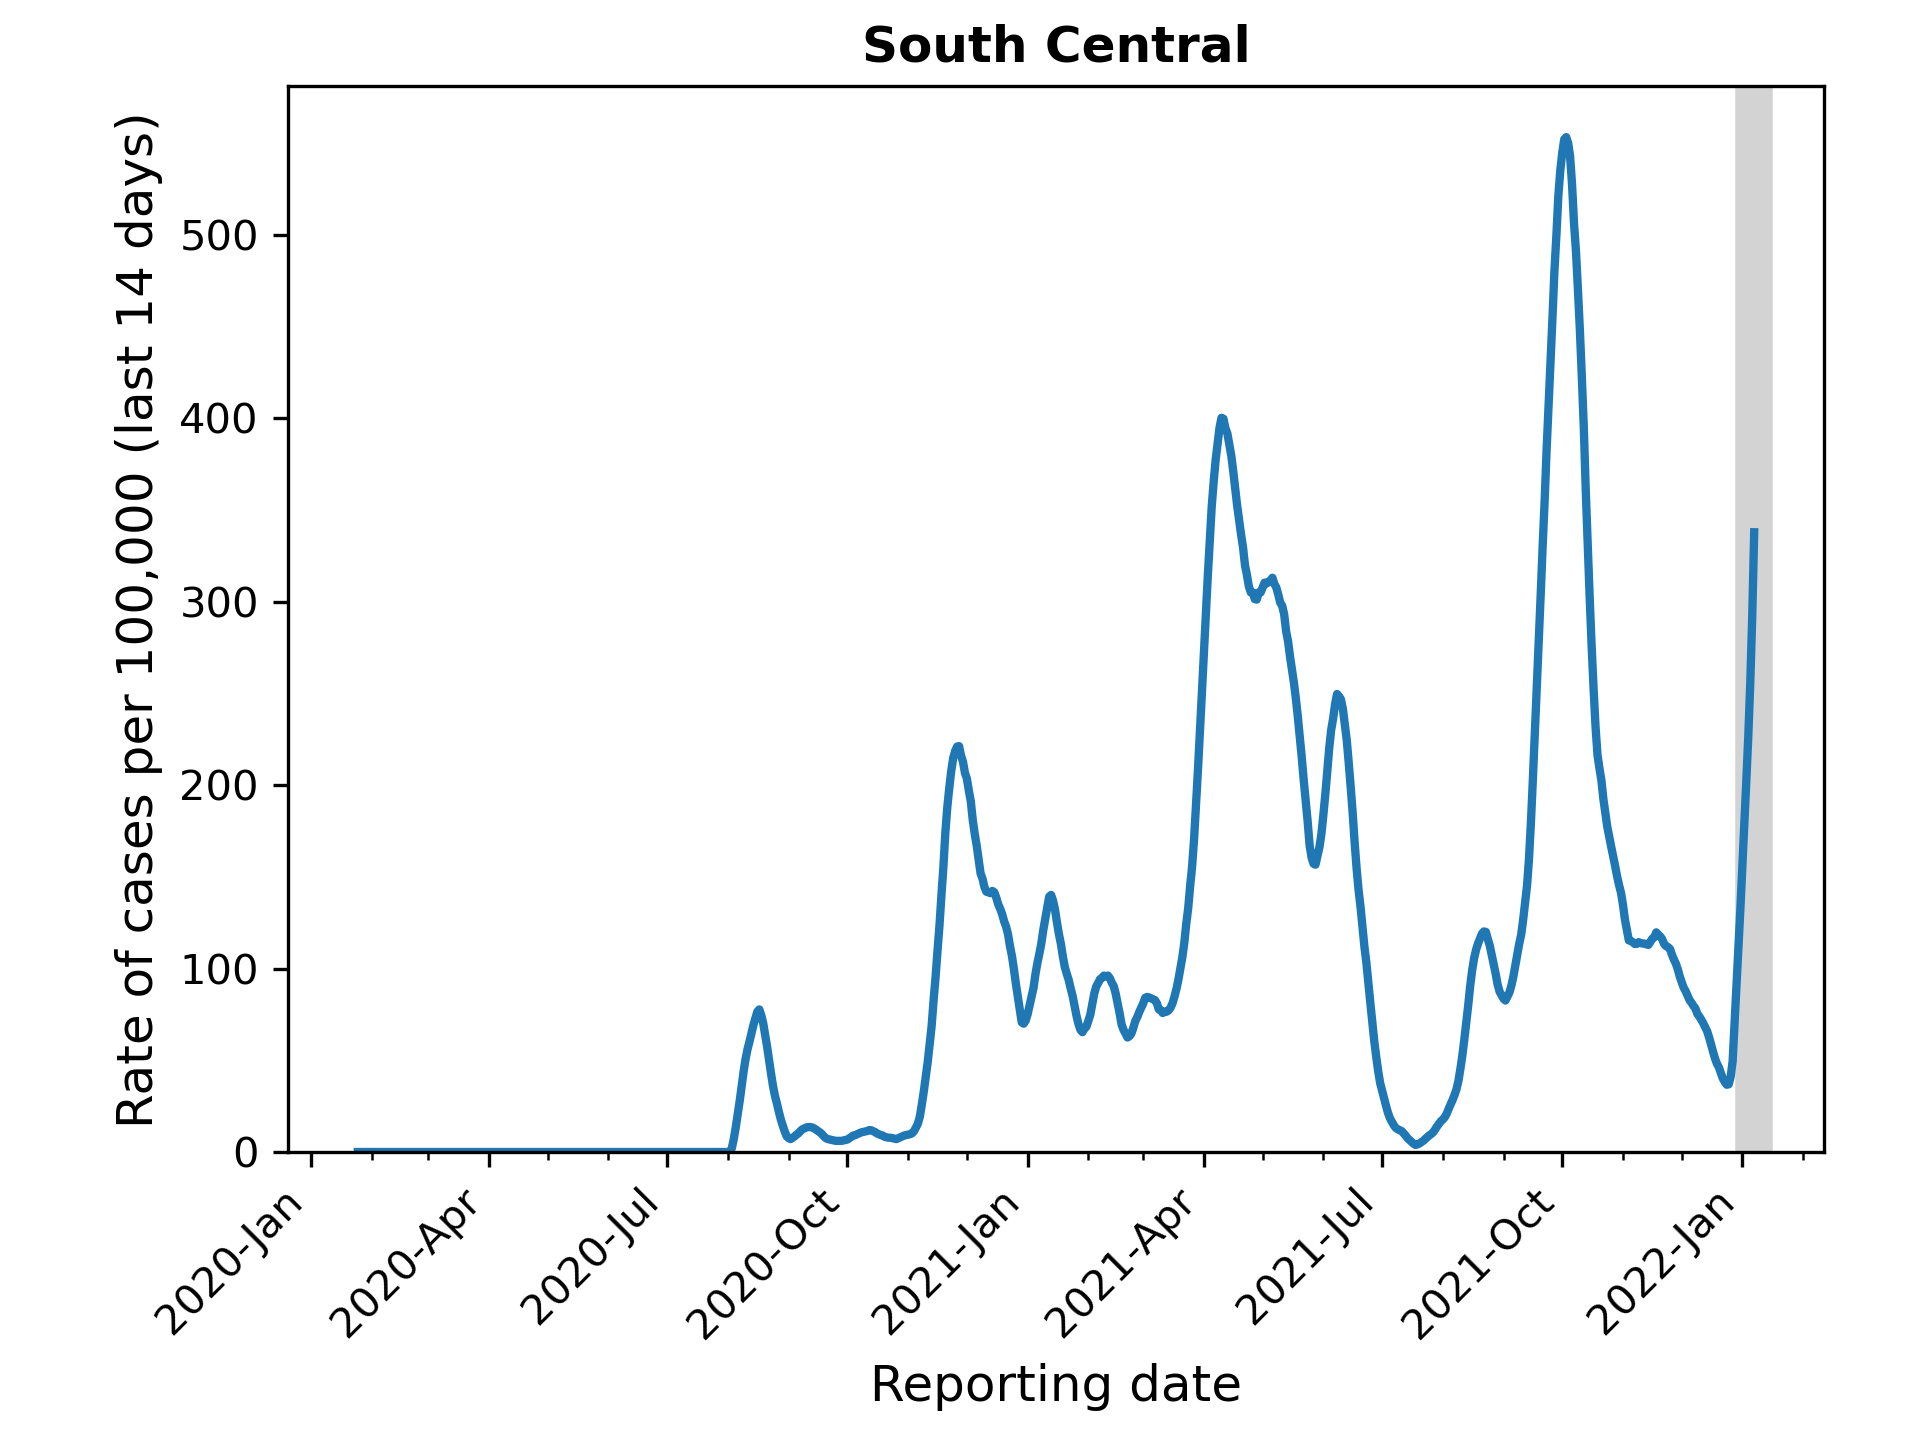 South Central
Rate of cases per 100,000 (last 14 days)
500
400
300
200
100
0
2020-Jan
2020-Apr
2020-Jul
2020-Oct
2021-Jan
2021-Apr
2021-Jul
2021-Oct
2022-Jan
Reporting date